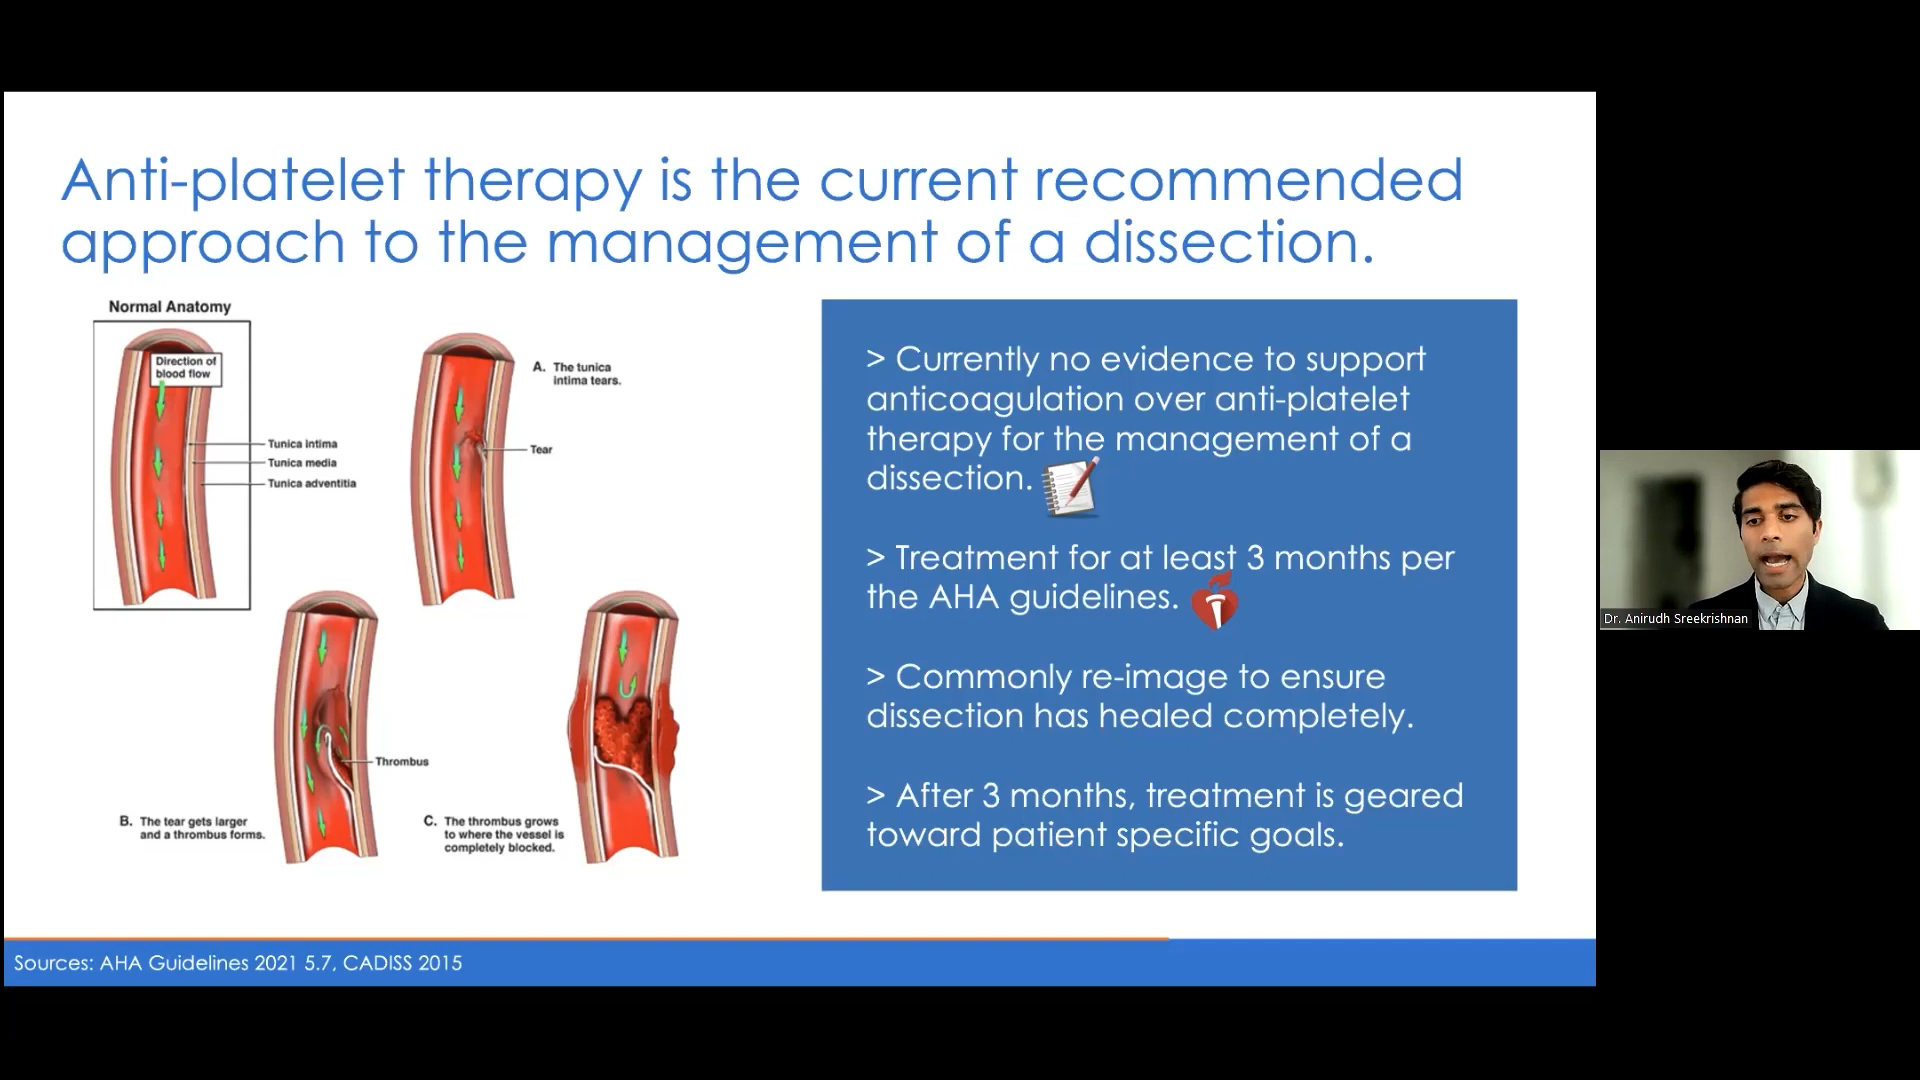 Anti-platelet therapy is the current recommended
approach to the management of a dissection.
Normal Anatomy
Direction of
blood flow
Tunica intima
Tunica media
Tunica adventitia
A. The tunica
intima tears.
Tear
Thrombus
B. The tear gets larger
and a thrombus forms.
C. The thrombus grows
to where the vessel is
completely blocked.
> Currently no evidence to support
anticoagulation over anti-platelet
therapy for the management of a
dissection.
> Treatment for at least 3 months per
the AHA guidelines.
> Commonly re-image to ensure
dissection has healed completely.
> After 3 months, treatment is geared
toward patient specific goals.
Sources: AHA Guidelines 2021 5.7, CADISS 2015
Dr. Anirudh Sreekrishnan